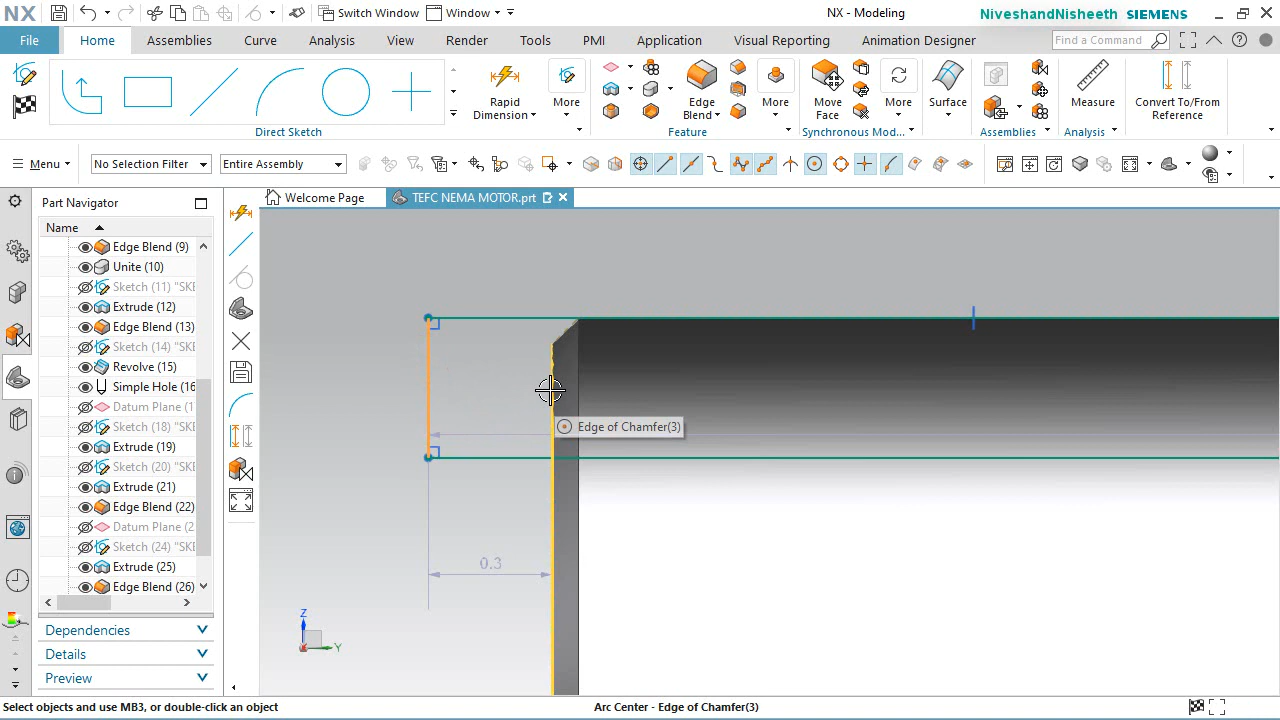 NX
Switch Window
Window
NX - Modeling
NiveshandNisheeth SIEMENS
File
Home
Assemblies
Curve
Analysis
View
Render
Tools
PMI
Application
Visual Reporting
Animation Designer
Find a Command
Rapid Dimension
More
Edge Blend
More
Move Face
More
Surface
Measure
Convert To/From Reference
Direct Sketch
Feature
Synchronous Mod...
Assemblies
Analysis
Menu
No Selection Filter
Entire Assembly
Part Navigator
Welcome Page
TEFC NEMA MOTOR.prt
Name
Edge Blend (9)
Unite (10)
Sketch (11) "SKE
Extrude (12)
Edge Blend (13)
Sketch (14) "SKE
Revolve (15)
Simple Hole (16
Datum Plane (1
Sketch (18) "SKE
Extrude (19)
Sketch (20) "SKE
Extrude (21)
Edge Blend (22)
Datum Plane (2
Sketch (24) "SKE
Extrude (25)
Edge Blend (26)
Dependencies
Details
Preview
Edge of Chamfer(3)
0.3
Z
Y
Select objects and use MB3, or double-click an object
Arc Center - Edge of Chamfer(3)